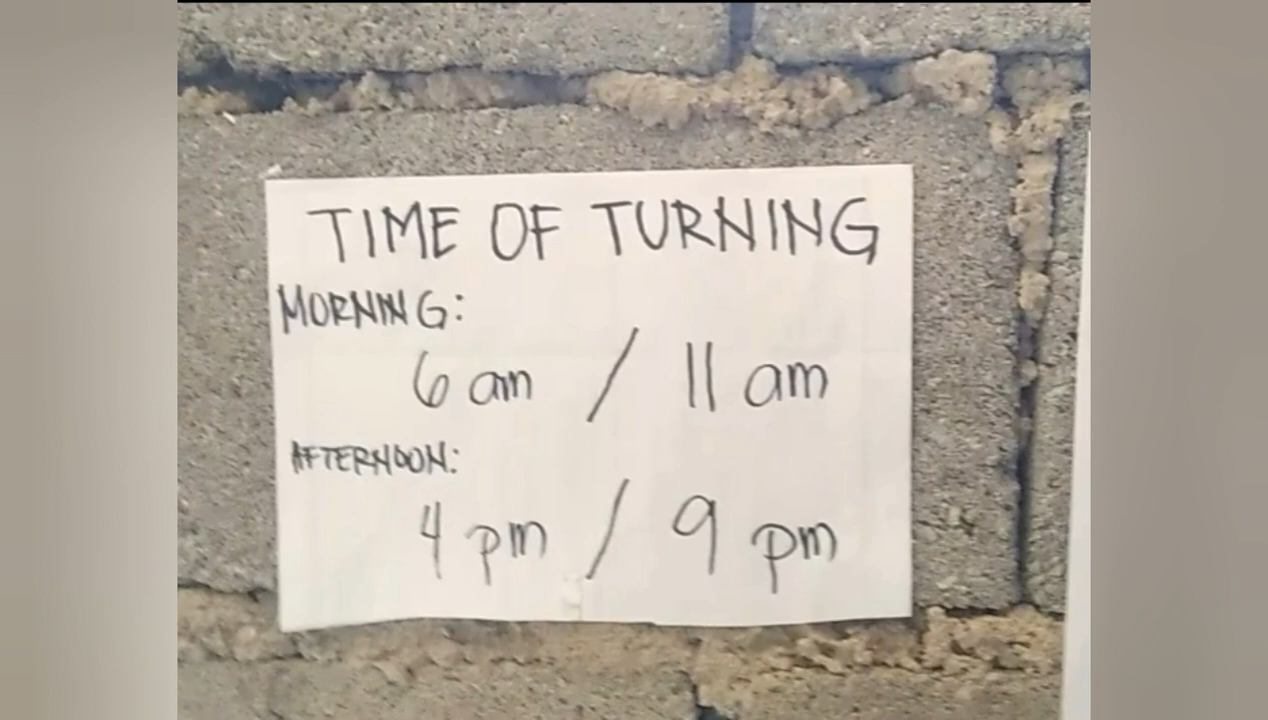 TIME OF TURNING
MORNING:
6 am / 11 am
AFTERNOON:
4 pm / 9 pm